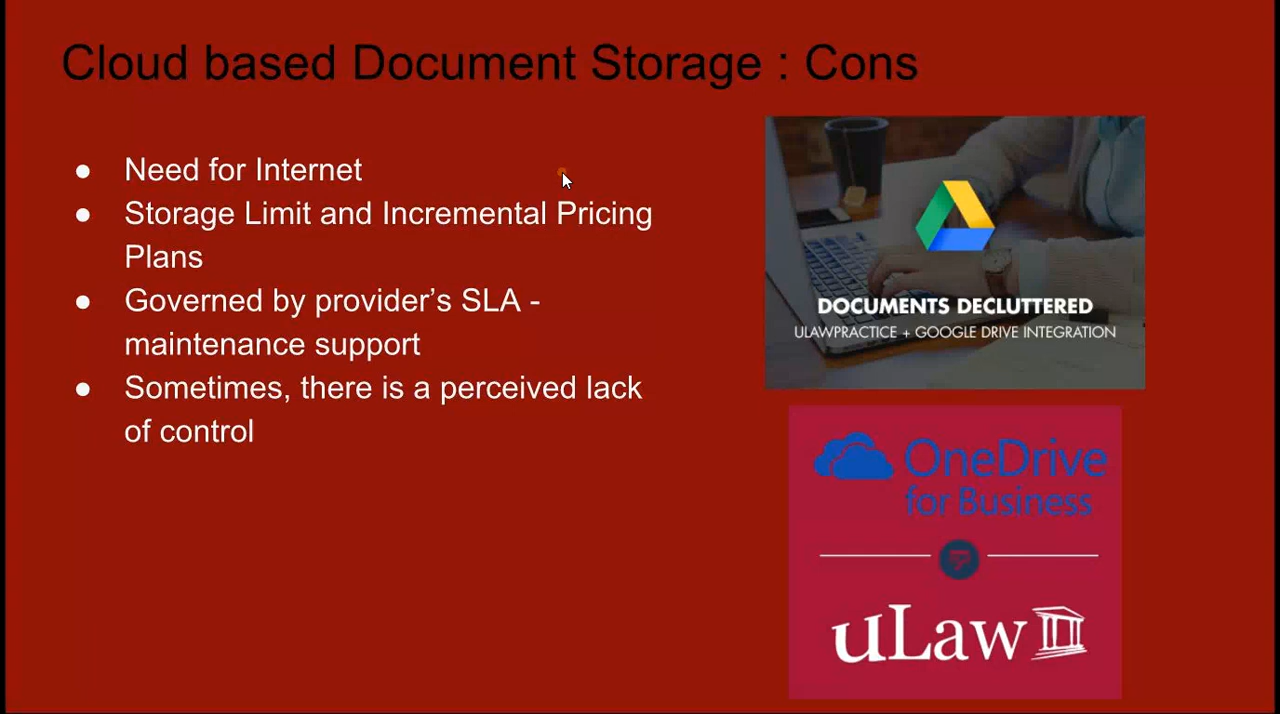 Cloud based Document Storage : Cons
● Need for Internet
● Storage Limit and Incremental Pricing
Plans
● Governed by provider’s SLA -
maintenance support
● Sometimes, there is a perceived lack
of control
DOCUMENTS DECLUTTERED
ULAWPRACTICE + GOOGLE DRIVE INTEGRATION
OneDrive
for Business
uLaw